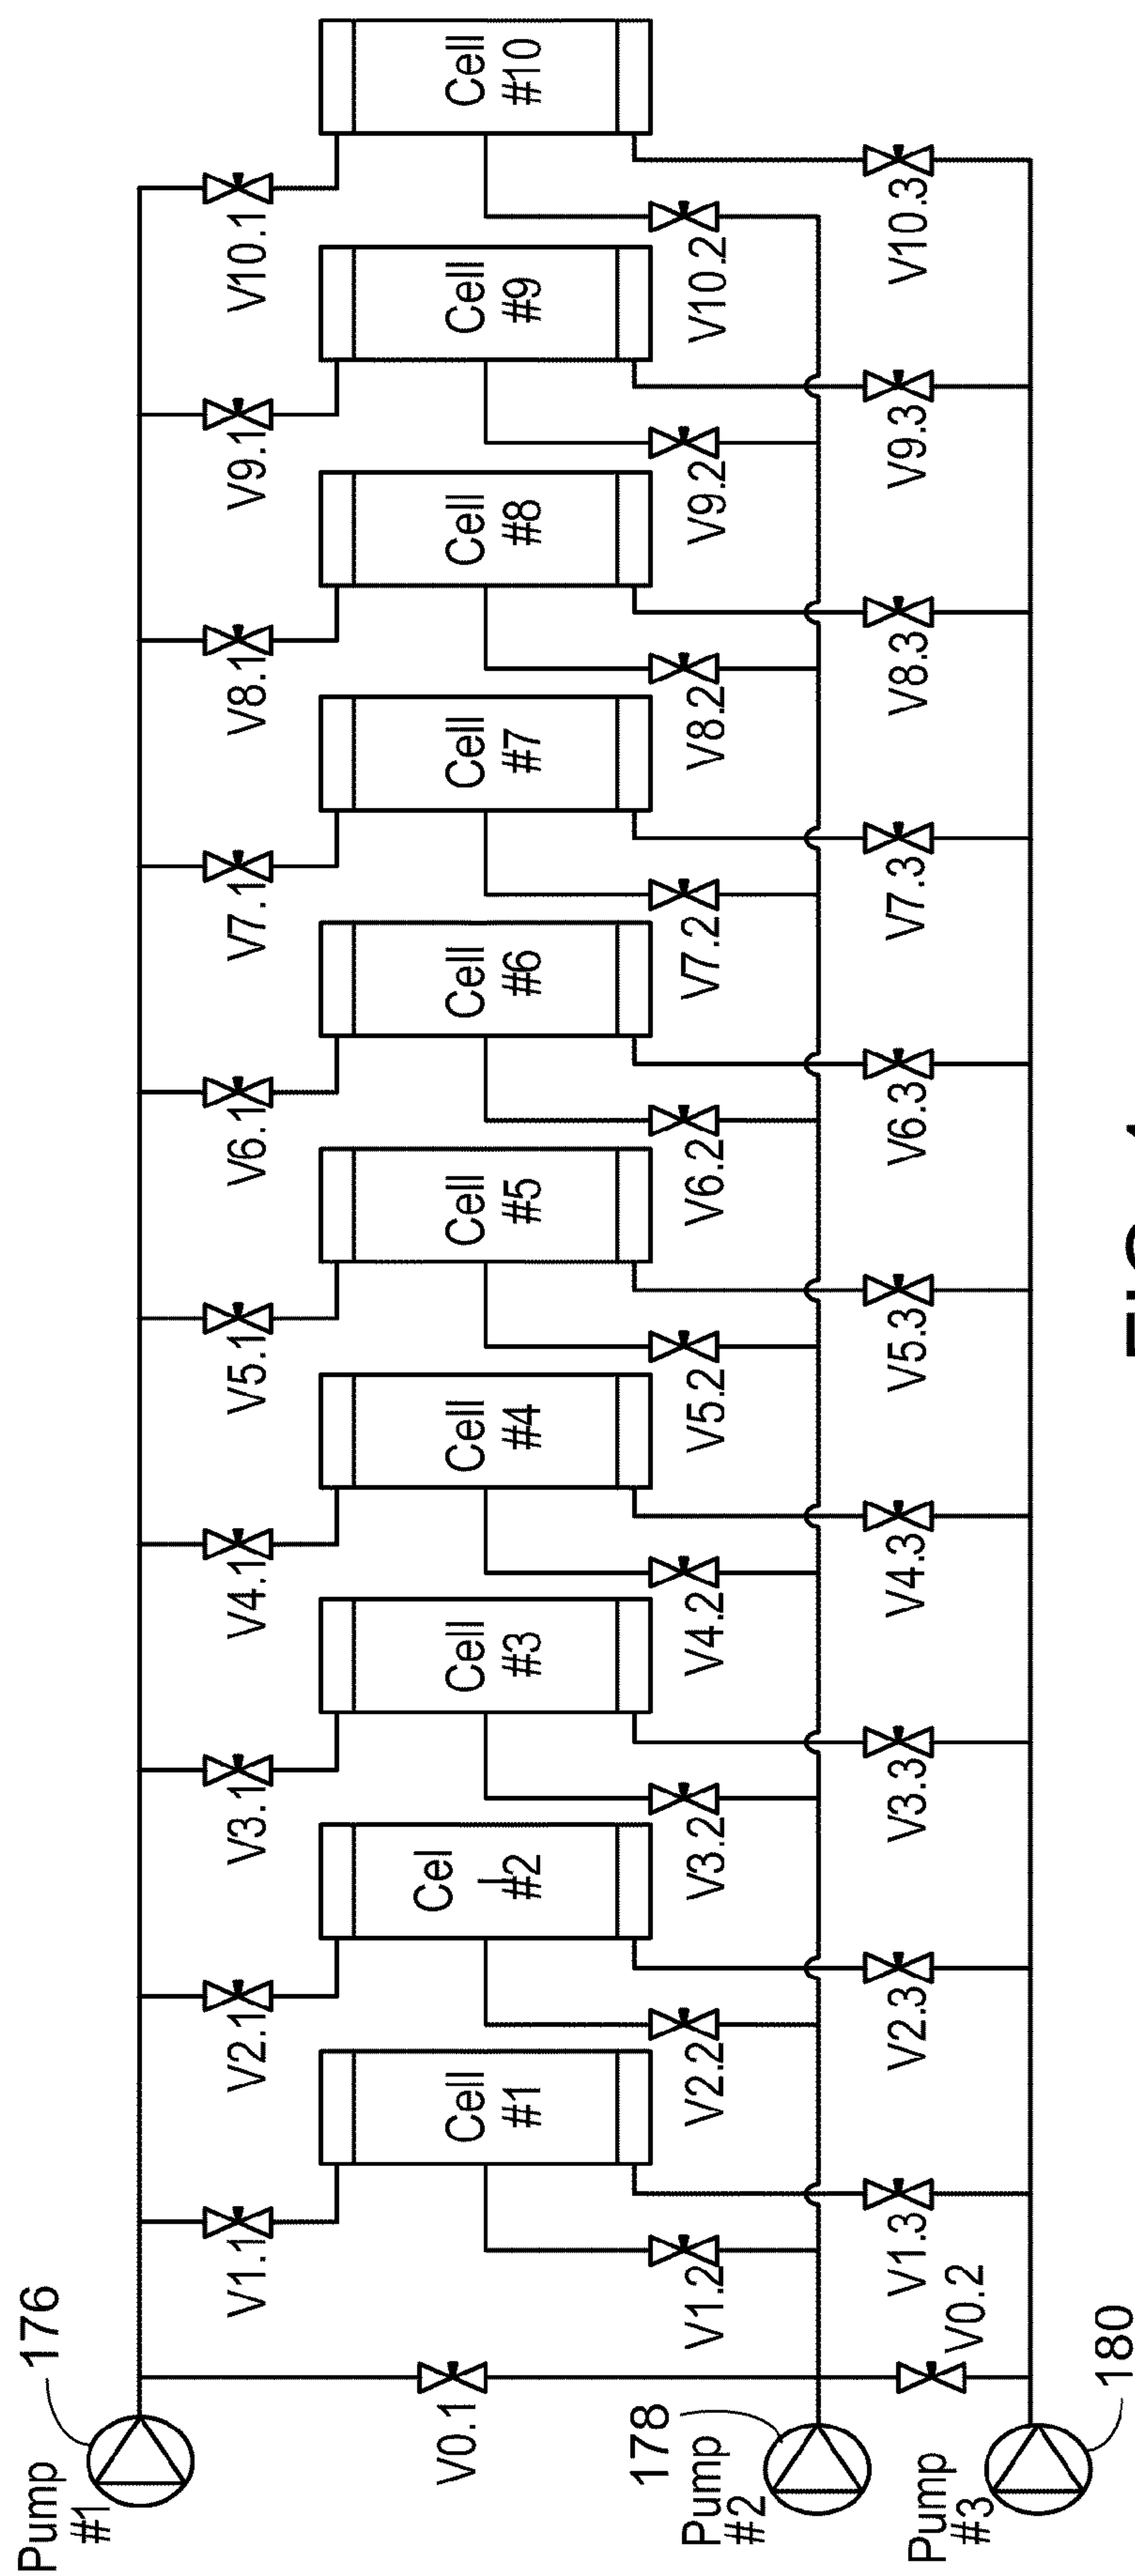 Pump
#1
176
V1.1
V2.1
V3.1
V4.1
V5.1
V6.1
V7.1
V8.1
V9.1
V10.1
V0.1
Cell
#1
Cel
l
#2
Cell
#3
Cell
#4
Cell
#5
Cell
#6
Cell
#7
Cell
#8
Cell
#9
Cell
#10
178
Pump
#2
V1.2
V2.2
V3.2
V4.2
V5.2
V6.2
V7.2
V8.2
V9.2
V10.2
Pump
#3
180
V0.2
V1.3
V2.3
V3.3
V4.3
V5.3
V6.3
V7.3
V8.3
V9.3
V10.3